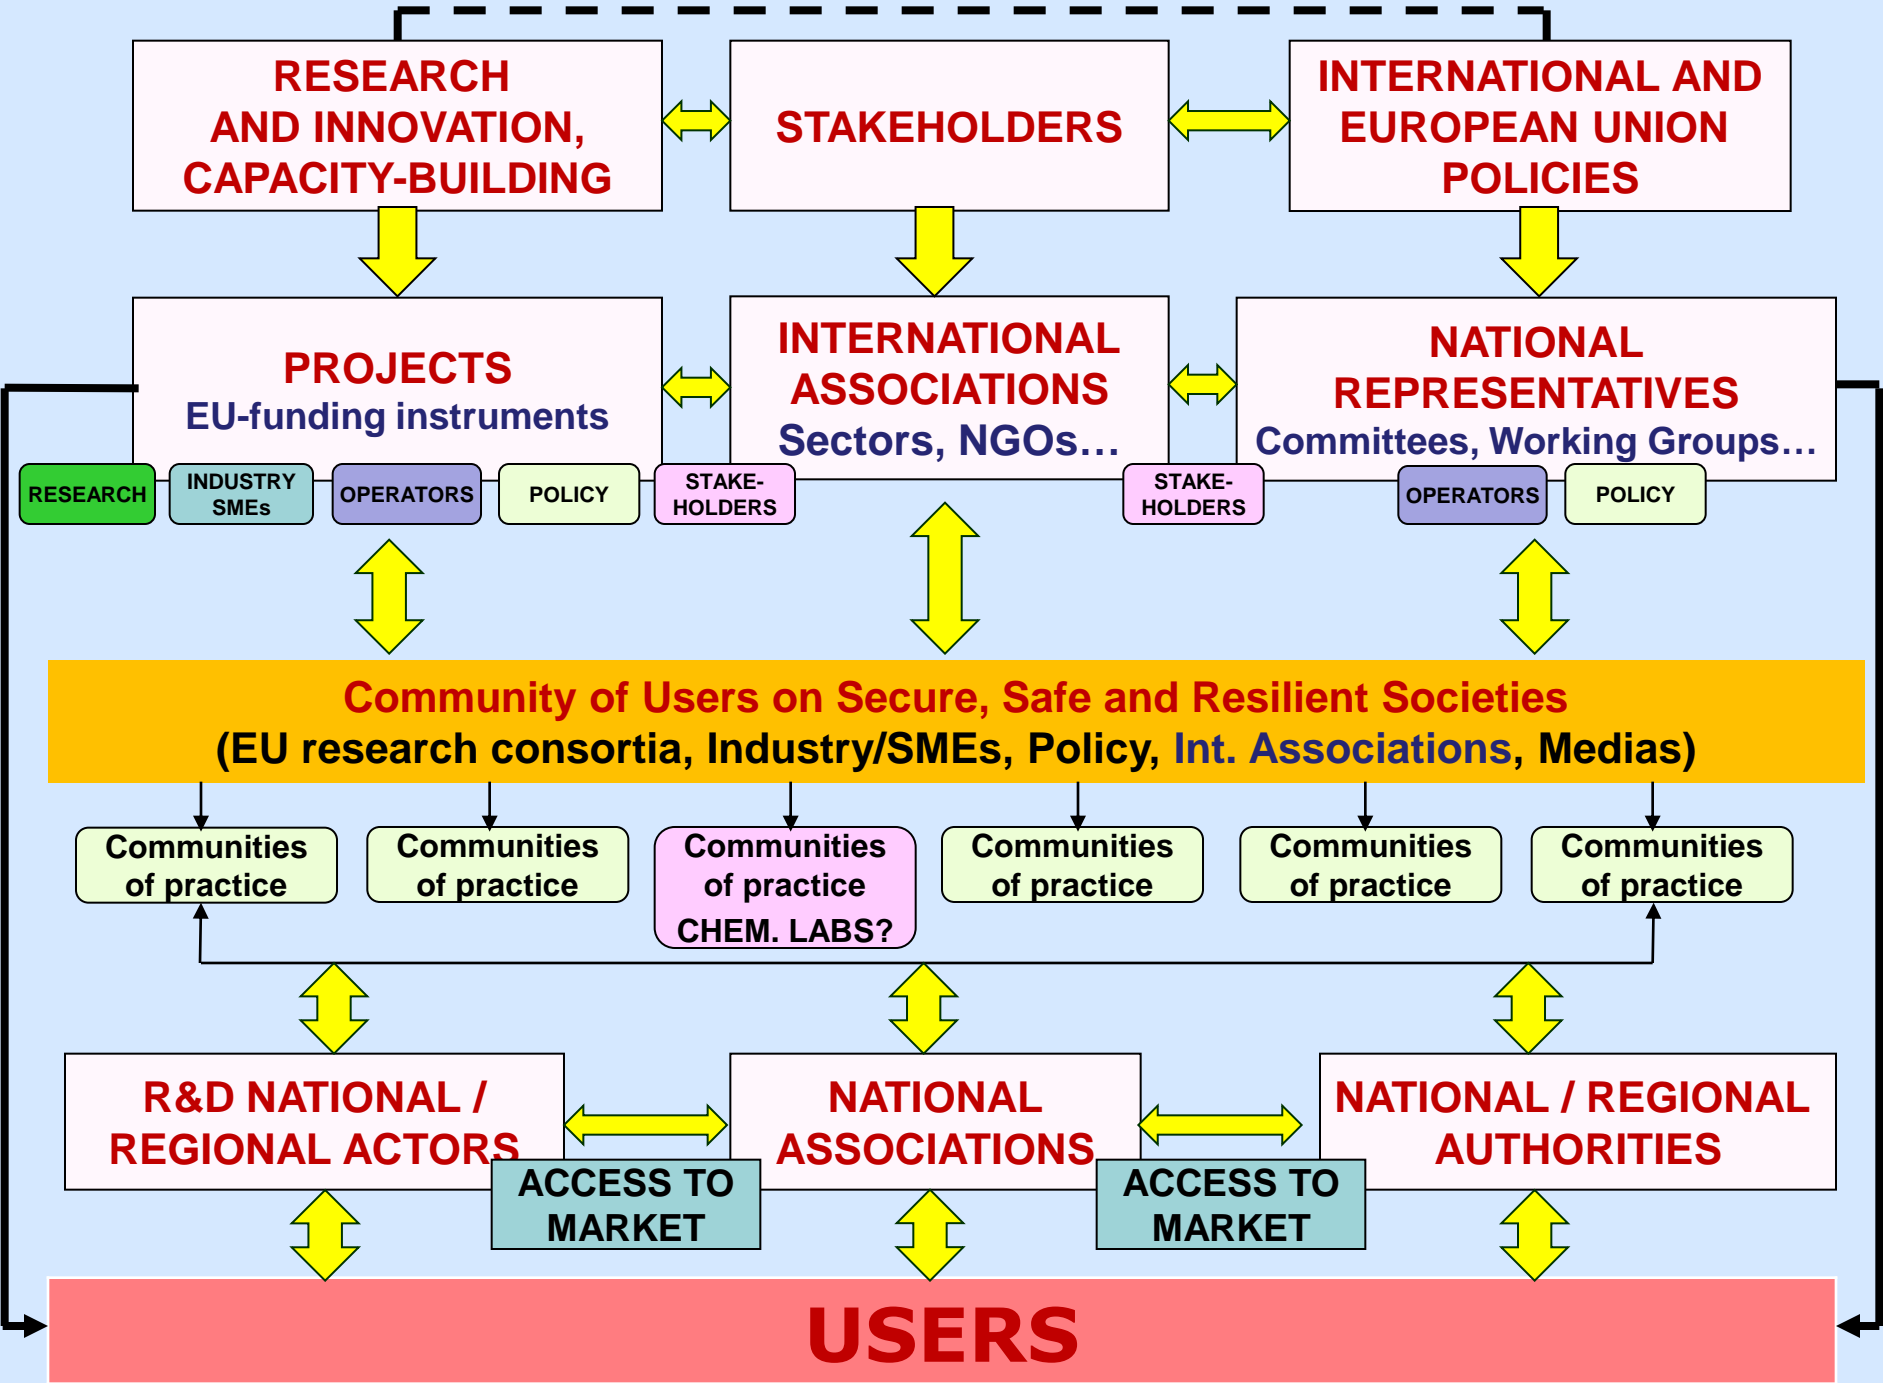 RESEARCH
AND INNOVATION,
CAPACITY-BUILDING
STAKEHOLDERS
INTERNATIONAL AND
EUROPEAN UNION
POLICIES
PROJECTS
EU-funding instruments
INTERNATIONAL
ASSOCIATIONS
Sectors, NGOs…
NATIONAL
REPRESENTATIVES
Committees, Working Groups…
RESEARCH
INDUSTRY
SMEs
OPERATORS
POLICY
STAKE-
HOLDERS
STAKE-
HOLDERS
OPERATORS
POLICY
Community of Users on Secure, Safe and Resilient Societies
(EU research consortia, Industry/SMEs, Policy, Int. Associations, Medias)
Communities
of practice
Communities
of practice
Communities
of practice
CHEM. LABS?
Communities
of practice
Communities
of practice
Communities
of practice
R&D NATIONAL /
REGIONAL ACTORS
NATIONAL
ASSOCIATIONS
NATIONAL / REGIONAL
AUTHORITIES
ACCESS TO
MARKET
ACCESS TO
MARKET
USERS